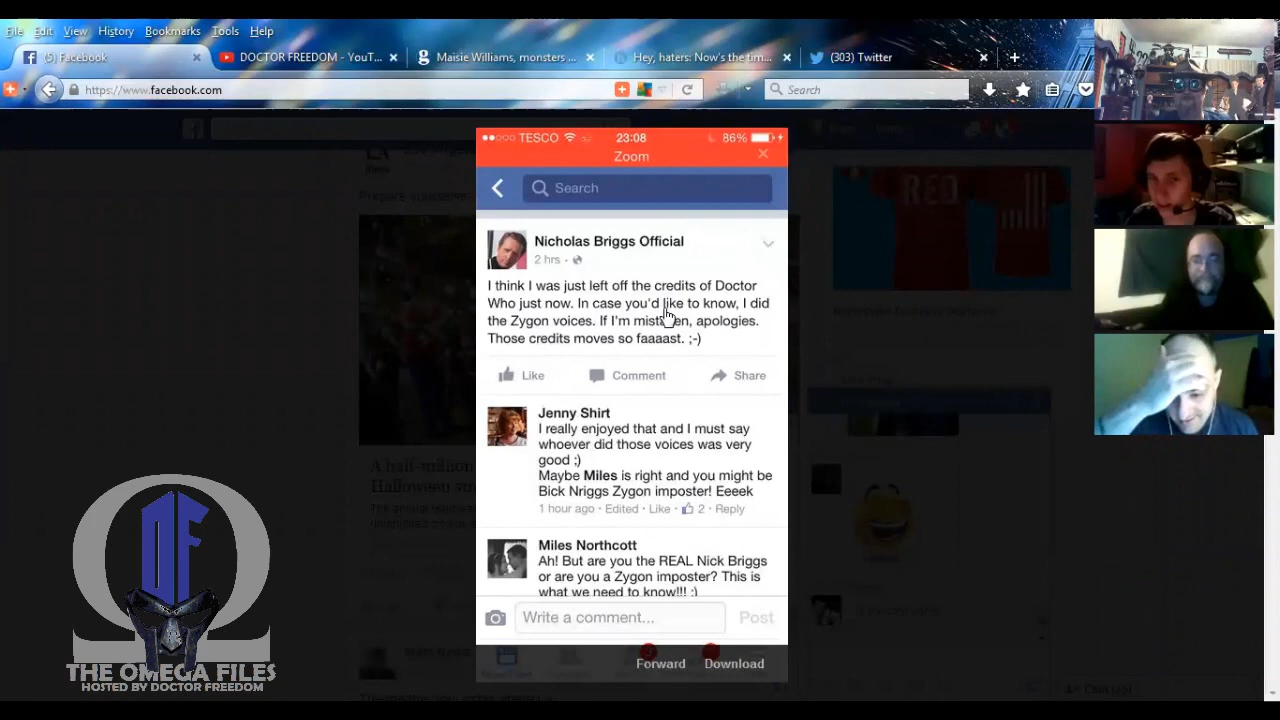 File Edit View History Bookmarks Tools Help
(5) Facebook
DOCTOR FREEDOM - YouT...
Maisie Williams, monsters ...
Hey, haters: Now's the tim...
(303) Twitter
https://www.facebook.com
Search
TESCO 23:08 86%
Zoom
Search
Nicholas Briggs Official
2 hrs
I think I was just left off the credits of Doctor
Who just now. In case you'd like to know, I did
the Zygon voices. If I'm mistaken, apologies.
Those credits moves so faaaast. ;-)
Like Comment Share
Jenny Shirt
I really enjoyed that and I must say
whoever did those voices was very
good ;)
Maybe Miles is right and you might be
Bick Nriggs Zygon imposter! Eeeek
1 hour ago · Edited · Like · 2 · Reply
Miles Northcott
Ah! But are you the REAL Nick Briggs
or are you a Zygon imposter? This is
what we need to know!!! :)
Write a comment... Post
Forward Download
A half-million
Halloween
RED
DF
THE OMEGA FILES
HOSTED BY DOCTOR FREEDOM